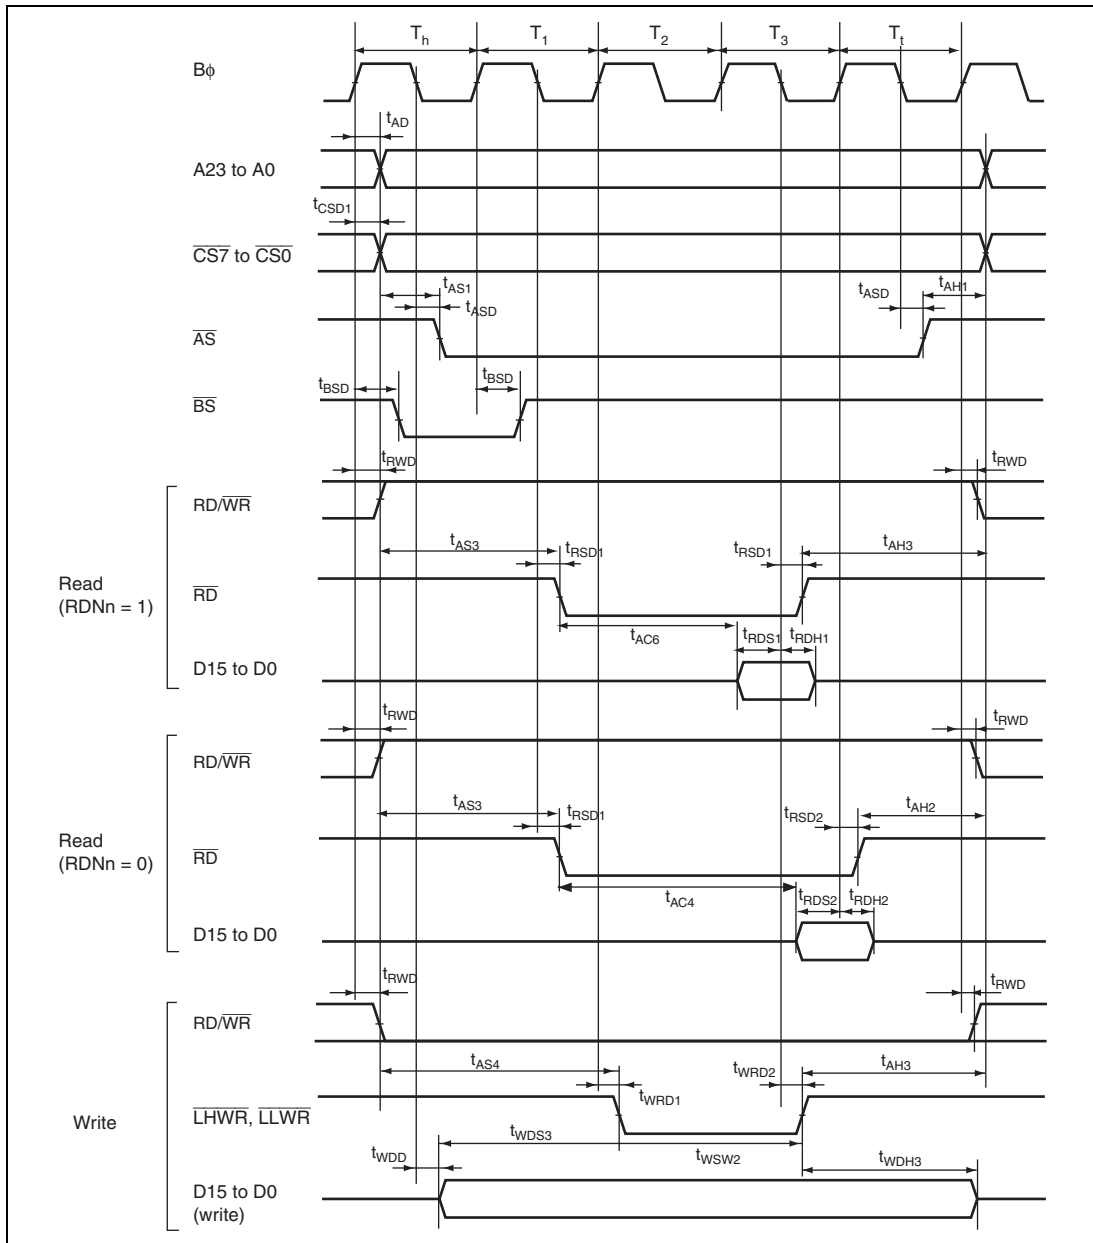 Th T1 T2 T3 Tt
Bφ
tAD
A23 to A0
tCSD1
CS7 to CS0
tAS1 tASD tAH1
tASD
AS
tBSD tBSD
BS
tRWD tRWD
RD/WR
tAS3 tRSD1 tRSD1 tAH3
Read
(RDNn = 1)
RD
tAC6 tRDS1 tRDH1
D15 to D0
tRWD tRWD
RD/WR
tAS3 tRSD1 tRSD2 tAH2
Read
(RDNn = 0)
RD
tAC4 tRDS2 tRDH2
D15 to D0
tRWD tRWD
RD/WR
tAS4 tWRD2 tAH3
tWRD1
Write
LHWR, LLWR
tWDS3
tWDD tWSW2 tWDH3
D15 to D0
(write)